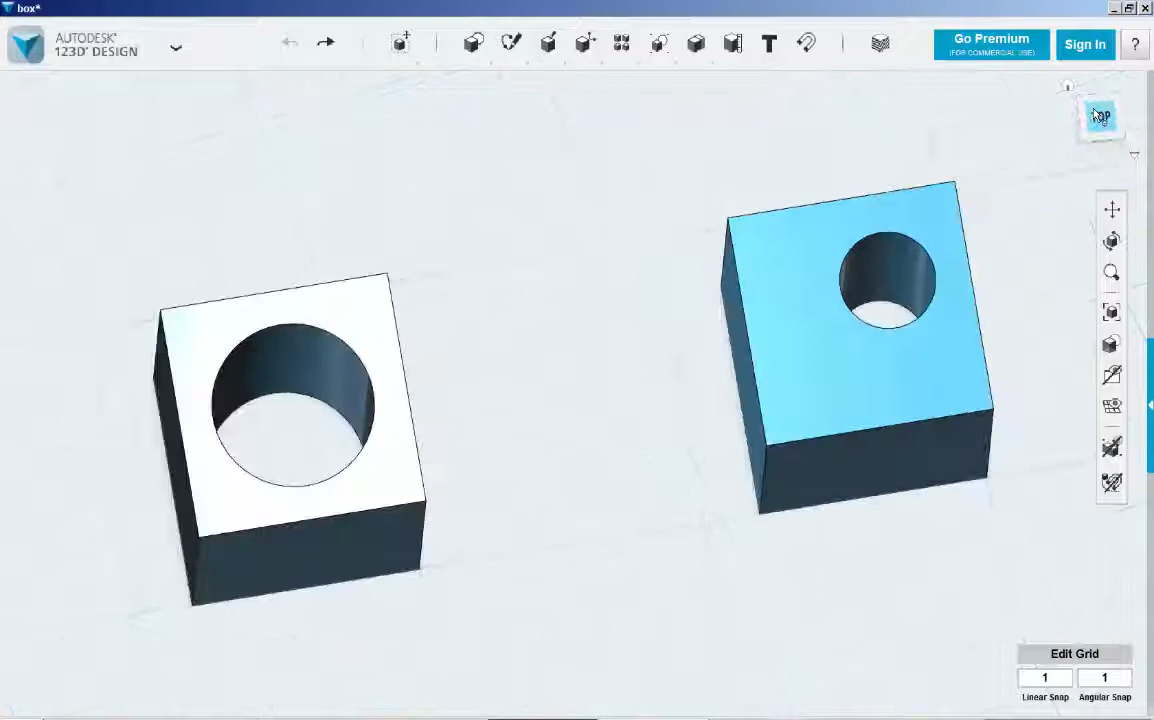 box*
AUTODESK®
123D® DESIGN
Go Premium
(FOR COMMERCIAL USE)
Sign In
?
TOP
Edit Grid
1 1
Linear Snap Angular Snap